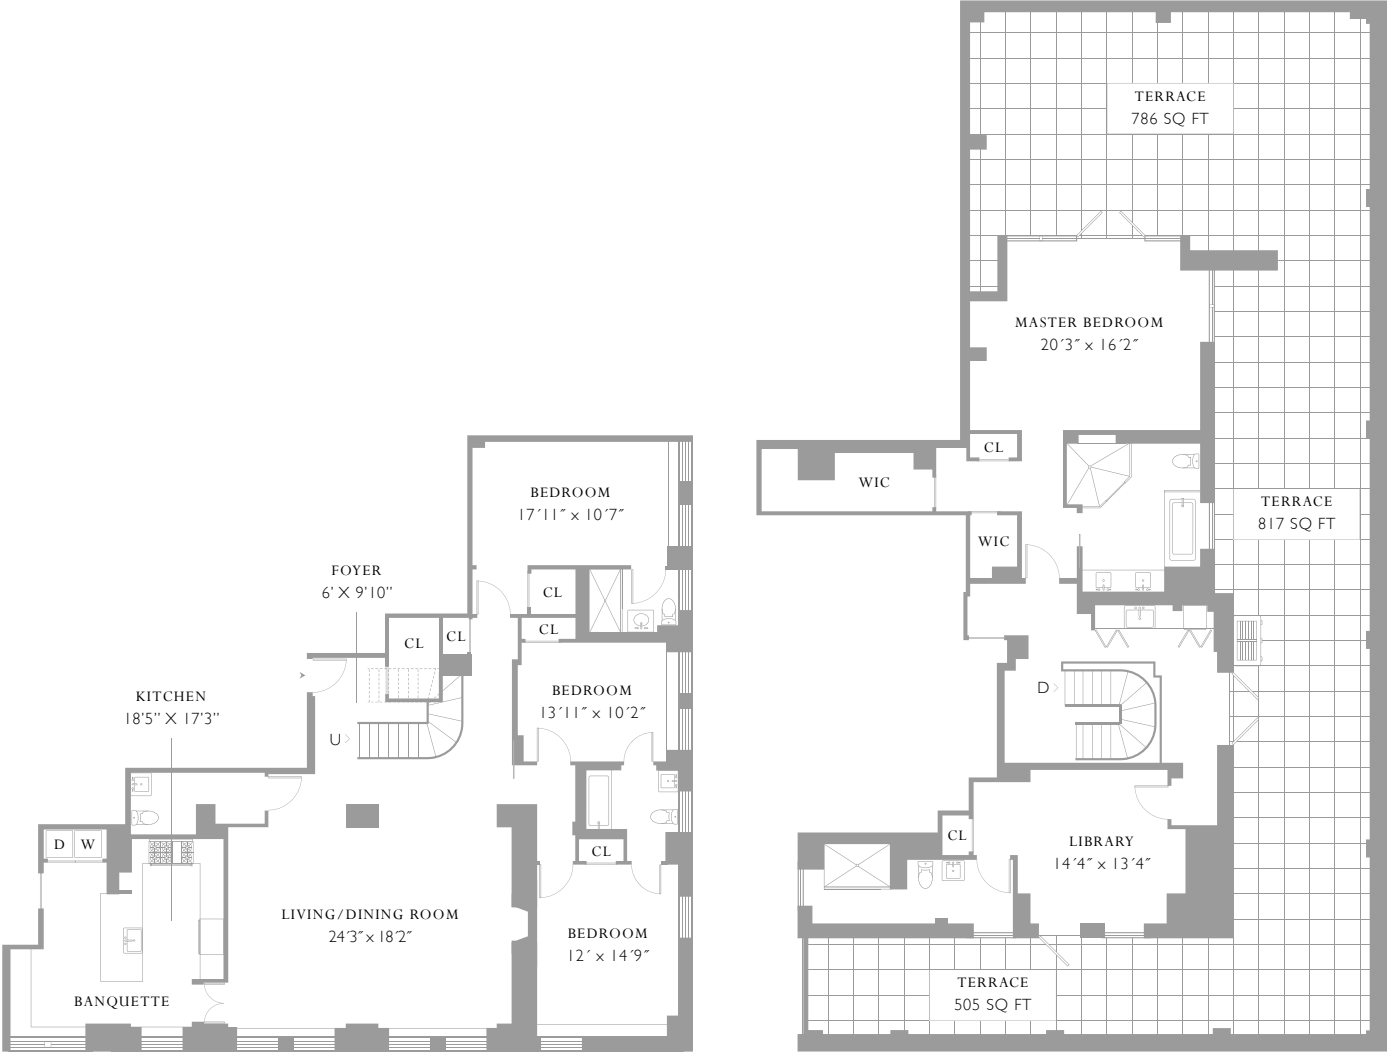 TERRACE
786 SQ FT
MASTER BEDROOM
20′3″ x 16′2″
CL
WIC
WIC
TERRACE
817 SQ FT
BEDROOM
17′11″ x 10′7″
FOYER
6' X 9'10"
CL
CL
CL
CL
KITCHEN
18'5" X 17'3"
BEDROOM
13′11″ x 10′2″
U
D
D W
CL
CL
LIBRARY
14′4″ x 13′4″
LIVING/DINING ROOM
24′3″ x 18′2″
BEDROOM
12′ x 14′9″
BANQUETTE
TERRACE
505 SQ FT